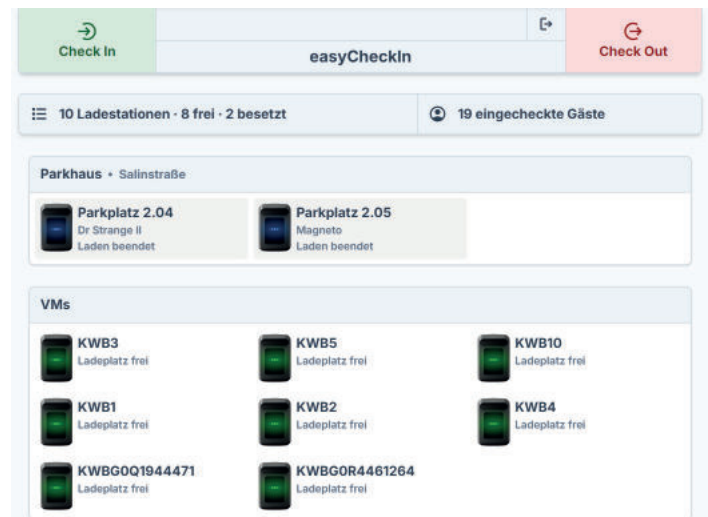 Check In
easyCheckIn
Check Out
10 Ladestationen · 8 frei · 2 besetzt
19 eingecheckte Gäste
Parkhaus • Salinstraße
Parkplatz 2.04
Dr Strange II
Laden beendet
Parkplatz 2.05
Magneto
Laden beendet
VMs
KWB3
Ladeplatz frei
KWB5
Ladeplatz frei
KWB10
Ladeplatz frei
KWB1
Ladeplatz frei
KWB2
Ladeplatz frei
KWB4
Ladeplatz frei
KWBG0Q1944471
Ladeplatz frei
KWBG0R4461264
Ladeplatz frei